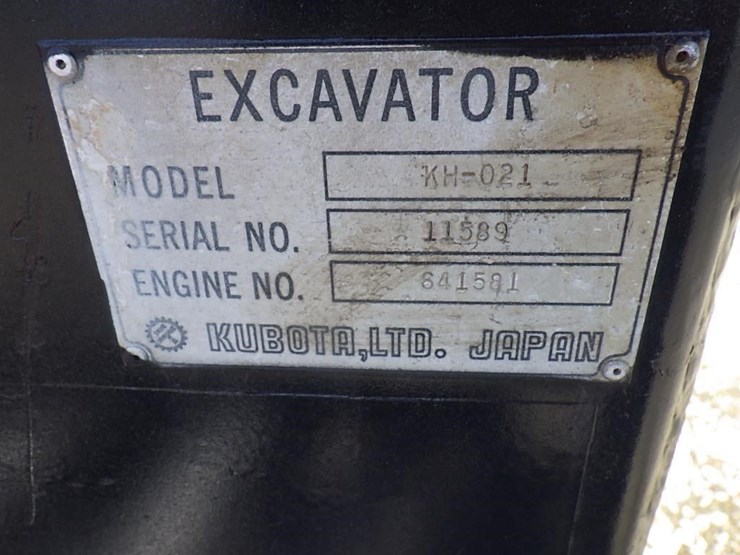 EXCAVATOR
MODEL KH-021
SERIAL NO. 11589
ENGINE NO. 641581
KUBOTA,LTD. JAPAN